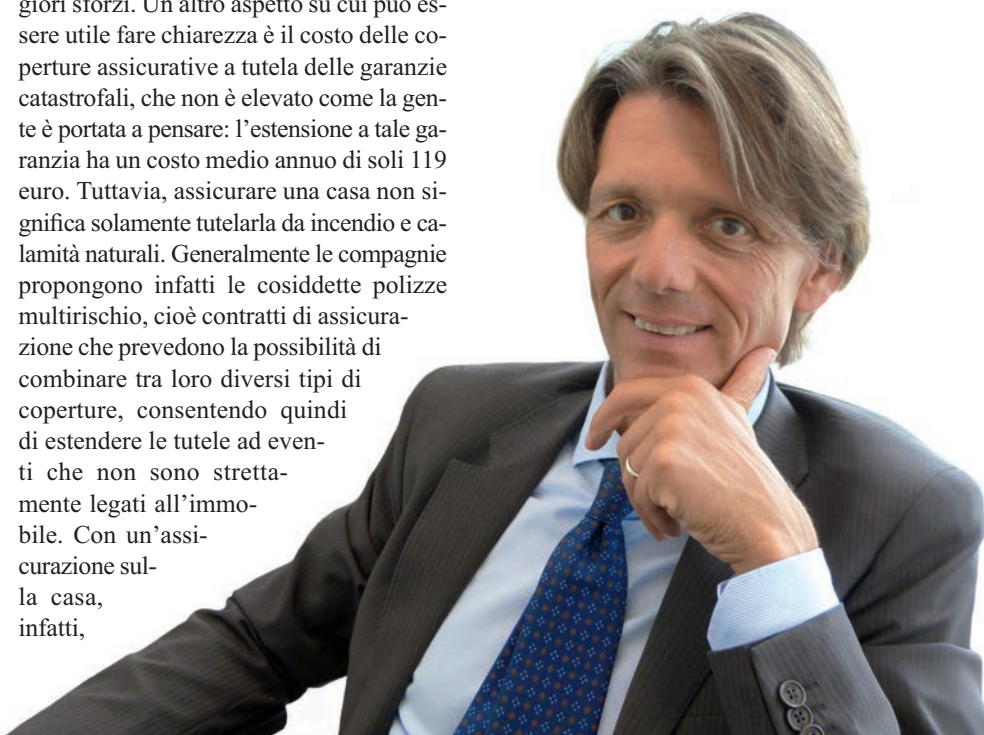 giori sforzi. Un altro aspetto su cui può es-
sere utile fare chiarezza è il costo delle co-
perture assicurative a tutela delle garanzie
catastrofali, che non è elevato come la gen-
te è portata a pensare: l’estensione a tale ga-
ranzia ha un costo medio annuo di soli 119
euro. Tuttavia, assicurare una casa non si-
gnifica solamente tutelarla da incendio e ca-
lamità naturali. Generalmente le compagnie
propongono infatti le cosiddette polizze
multirischio, cioè contratti di assicura-
zione che prevedono la possibilità di
combinare tra loro diversi tipi di
coperture, consentendo quindi
di estendere le tutele ad even-
ti che non sono stretta-
mente legati all’immo-
bile. Con un’assi-
curazione sul-
la casa,
infatti,